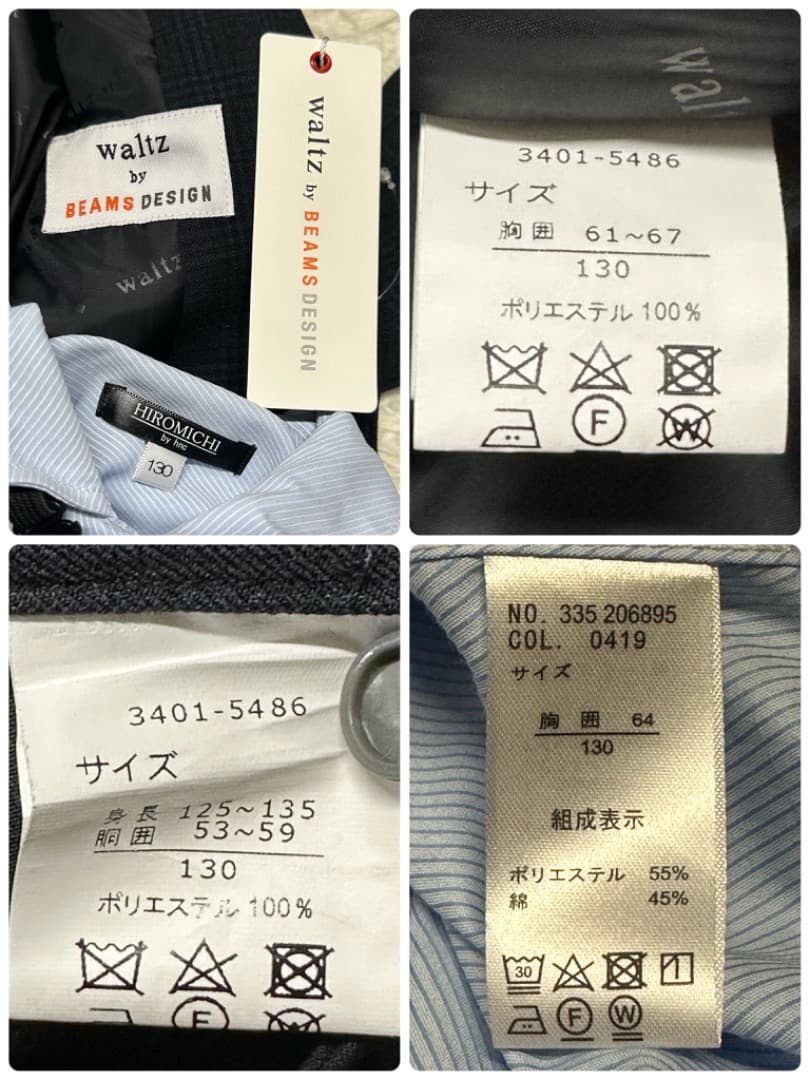 waltz
by
BEAMS DESIGN
waltz
waltz by BEAMS DESIGN
HIROMICHI
by hnc
130
wal
3401-5486
サイズ
胸囲 61~67
130
ポリエステル 100%
F
W
3401-5486
サイズ
身長 125~135
胴囲 53~59
130
ポリエステル 100%
F
NO. 335 206895
COL. 0419
サイズ
胸囲 64
130
組成表示
ポリエステル 55%
綿 45%
30
F
W